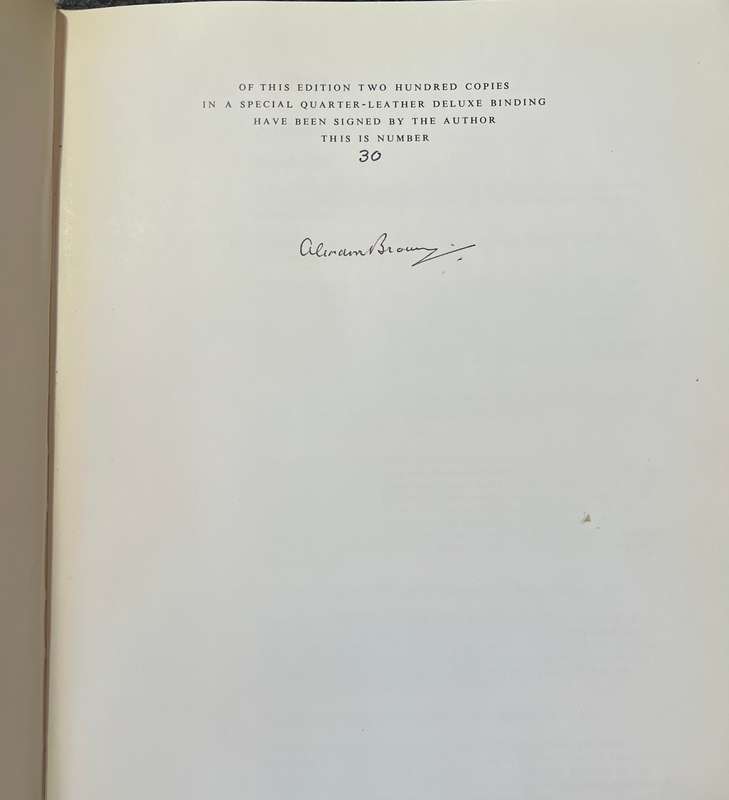 OF THIS EDITION TWO HUNDRED COPIES
IN A SPECIAL QUARTER-LEATHER DELUXE BINDING
HAVE BEEN SIGNED BY THE AUTHOR
THIS IS NUMBER
30